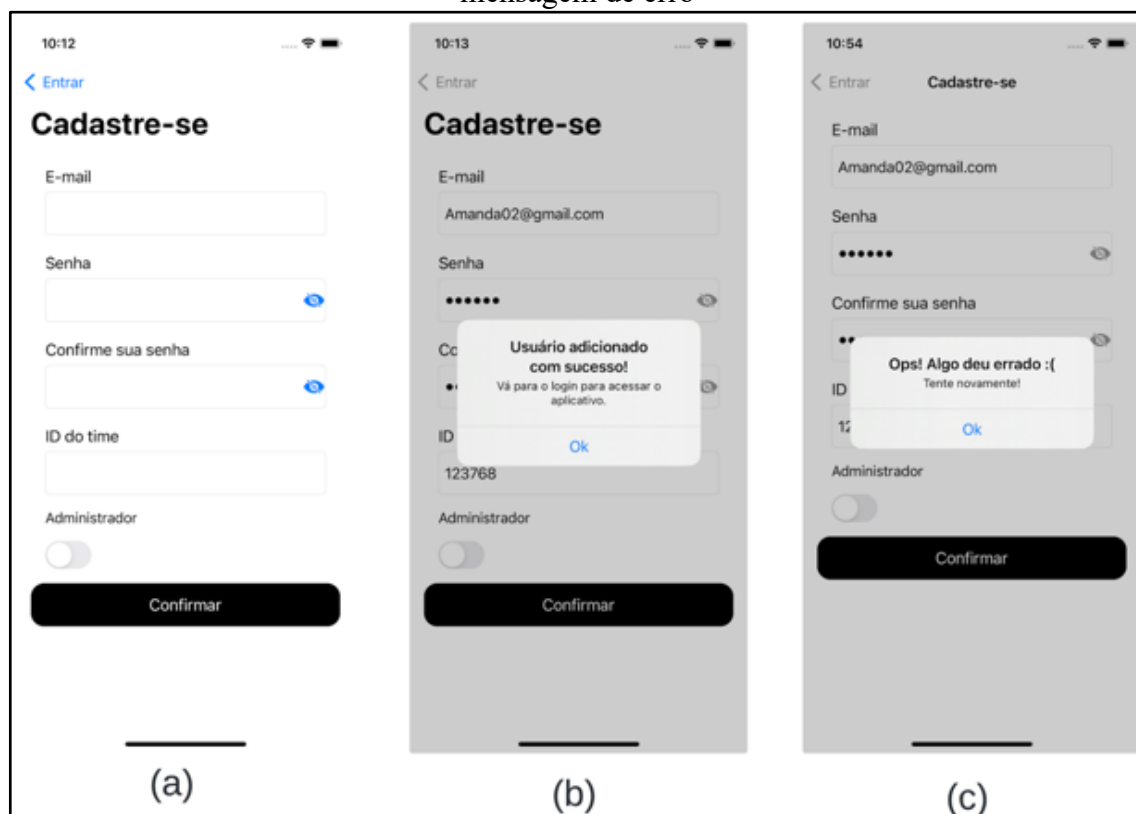 mensagem de erro
10:12
Entrar
Cadastre-se
E-mail
Senha
Confirme sua senha
ID do time
Administrador
Confirmar
(a)
10:13
Entrar
Cadastre-se
E-mail
Amanda02@gmail.com
Senha
••••••
Co
Usuário adicionado
com sucesso!
Vá para o login para acessar o
aplicativo.
Ok
ID
123768
Administrador
Confirmar
(b)
10:54
Entrar
Cadastre-se
E-mail
Amanda02@gmail.com
Senha
••••••
Confirme sua senha
Ops! Algo deu errado :(
Tente novamente!
Ok
ID
12
Administrador
Confirmar
(c)